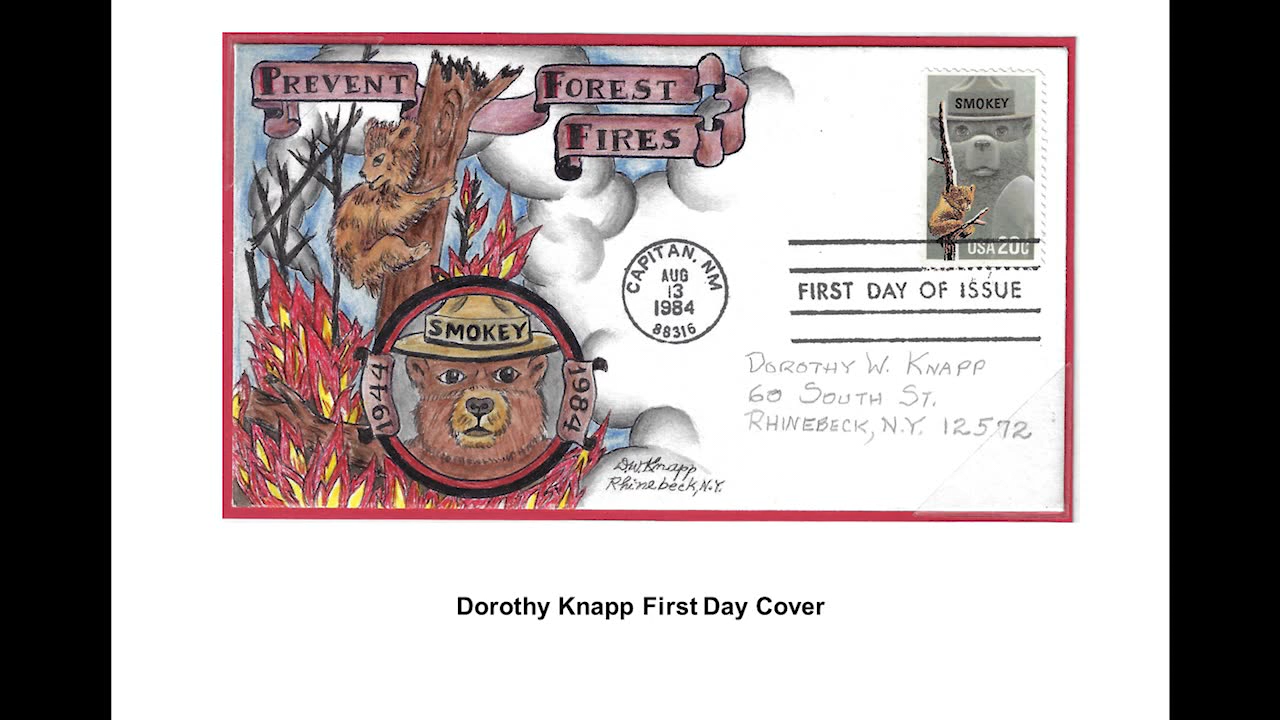 PREVENT
FOREST
FIRES
SMOKEY
USA 20c
CAPITAN, NM
AUG
13
1984
88316
FIRST DAY OF ISSUE
SMOKEY
1944
1984
DOROTHY W. KNAPP
60 SOUTH ST.
RHINEBECK, N.Y. 12572
D.W. Knapp
Rhinebeck, N.Y.
Dorothy Knapp First Day Cover